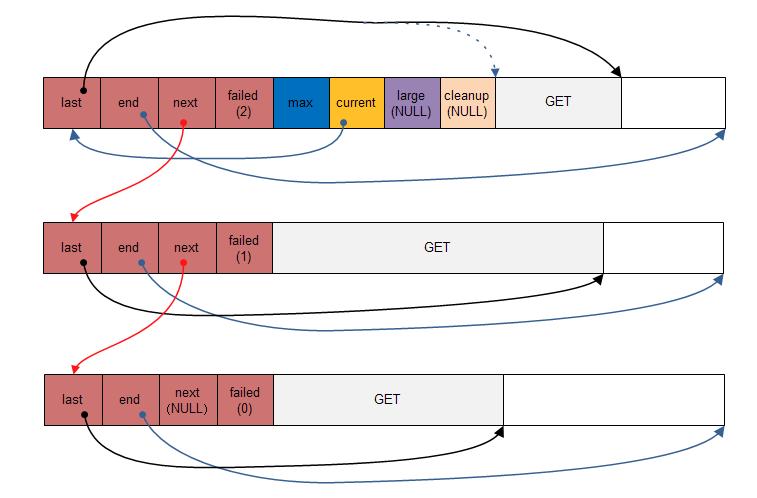 last end next failed (2) max current large (NULL) cleanup (NULL) GET
last end next failed (1) GET
last end next (NULL) failed (0) GET